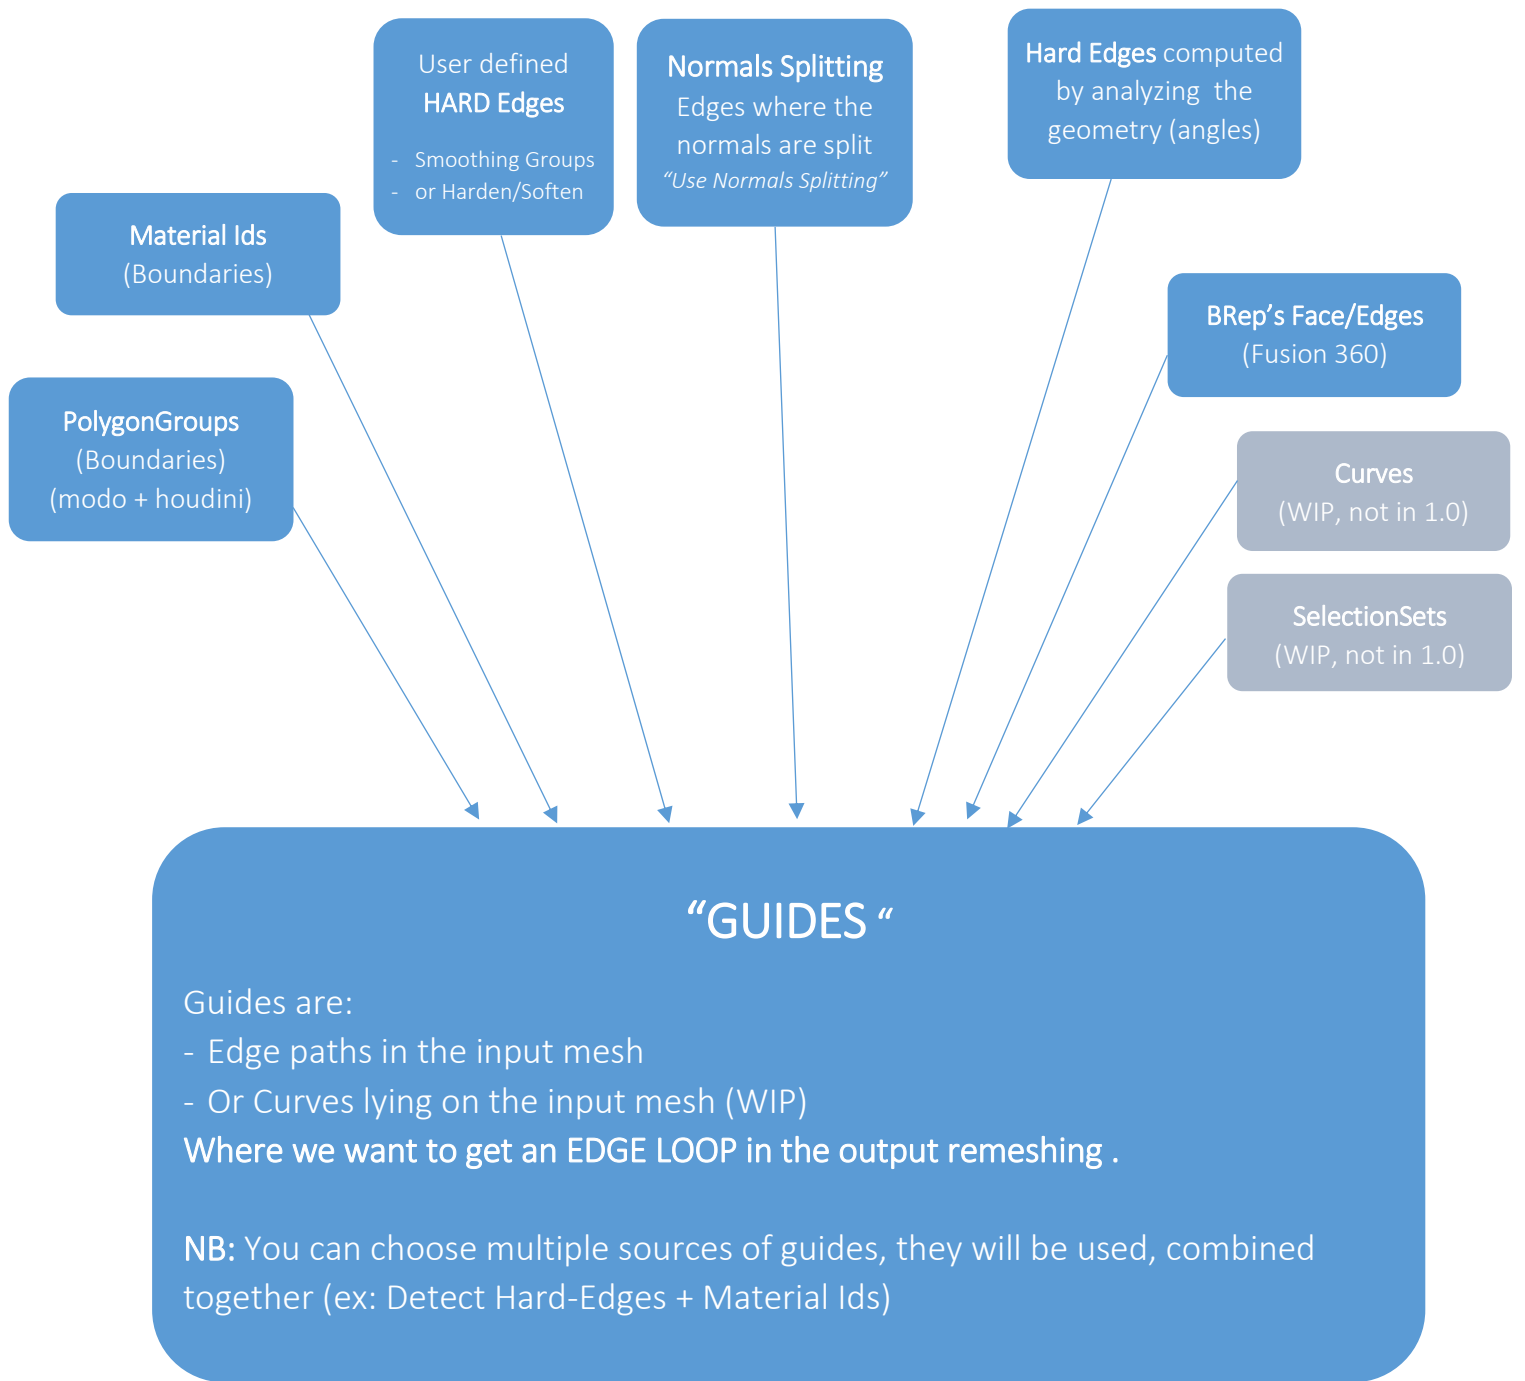 User defined
HARD Edges
- Smoothing Groups
- or Harden/Soften
Normals Splitting
Edges where the
normals are split
“Use Normals Splitting”
Hard Edges computed
by analyzing the
geometry (angles)
Material Ids
(Boundaries)
BRep’s Face/Edges
(Fusion 360)
PolygonGroups
(Boundaries)
(modo + houdini)
Curves
(WIP, not in 1.0)
SelectionSets
(WIP, not in 1.0)
“GUIDES “
Guides are:
- Edge paths in the input mesh
- Or Curves lying on the input mesh (WIP)
Where we want to get an EDGE LOOP in the output remeshing .
NB: You can choose multiple sources of guides, they will be used, combined
together (ex: Detect Hard-Edges + Material Ids)